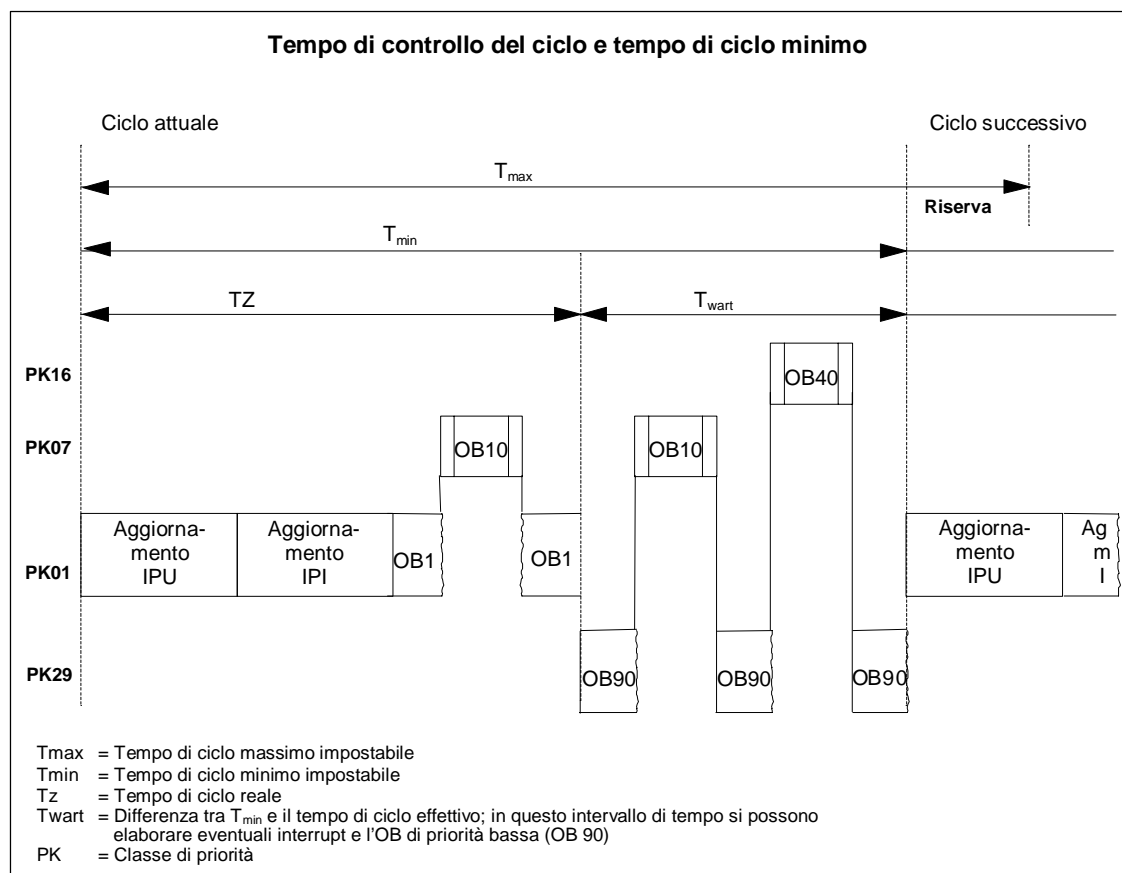 Tempo di controllo del ciclo e tempo di ciclo minimo
Ciclo attuale
Ciclo successivo
Tmax
Riserva
Tmin
TZ
Twart
PK16
OB40
PK07
OB10
OB10
PK01
Aggiorna-
mento
IPU
Aggiorna-
mento
IPI
OB1
OB1
Aggiorna-
mento
IPU
Ag
m
I
PK29
OB90
OB90
OB90
Tmax = Tempo di ciclo massimo impostabile
Tmin = Tempo di ciclo minimo impostabile
Tz = Tempo di ciclo reale
Twart = Differenza tra Tmin e il tempo di ciclo effettivo; in questo intervallo di tempo si possono
elaborare eventuali interrupt e l'OB di priorità bassa (OB 90)
PK = Classe di priorità